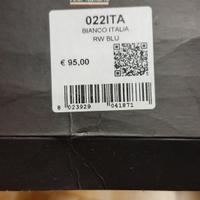 022ITA
BIANCO ITALIA
RW BLU
€ 95,00
8 023929 041871